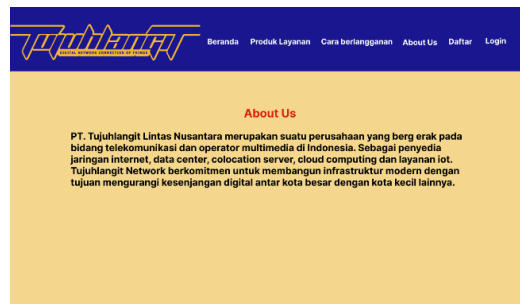 Tujuhlangit
DIGITAL NETWORK CONNECTION OF THINGS
Beranda Produk Layanan Cara berlangganan About Us Daftar Login
About Us
PT. Tujuhlangit Lintas Nusantara merupakan suatu perusahaan yang berg erak pada
bidang telekomunikasi dan operator multimedia di Indonesia. Sebagai penyedia
jaringan internet, data center, colocation server, cloud computing dan layanan iot.
Tujuhlangit Network berkomitmen untuk membangun infrastruktur modern dengan
tujuan mengurangi kesenjangan digital antar kota besar dengan kota kecil lainnya.